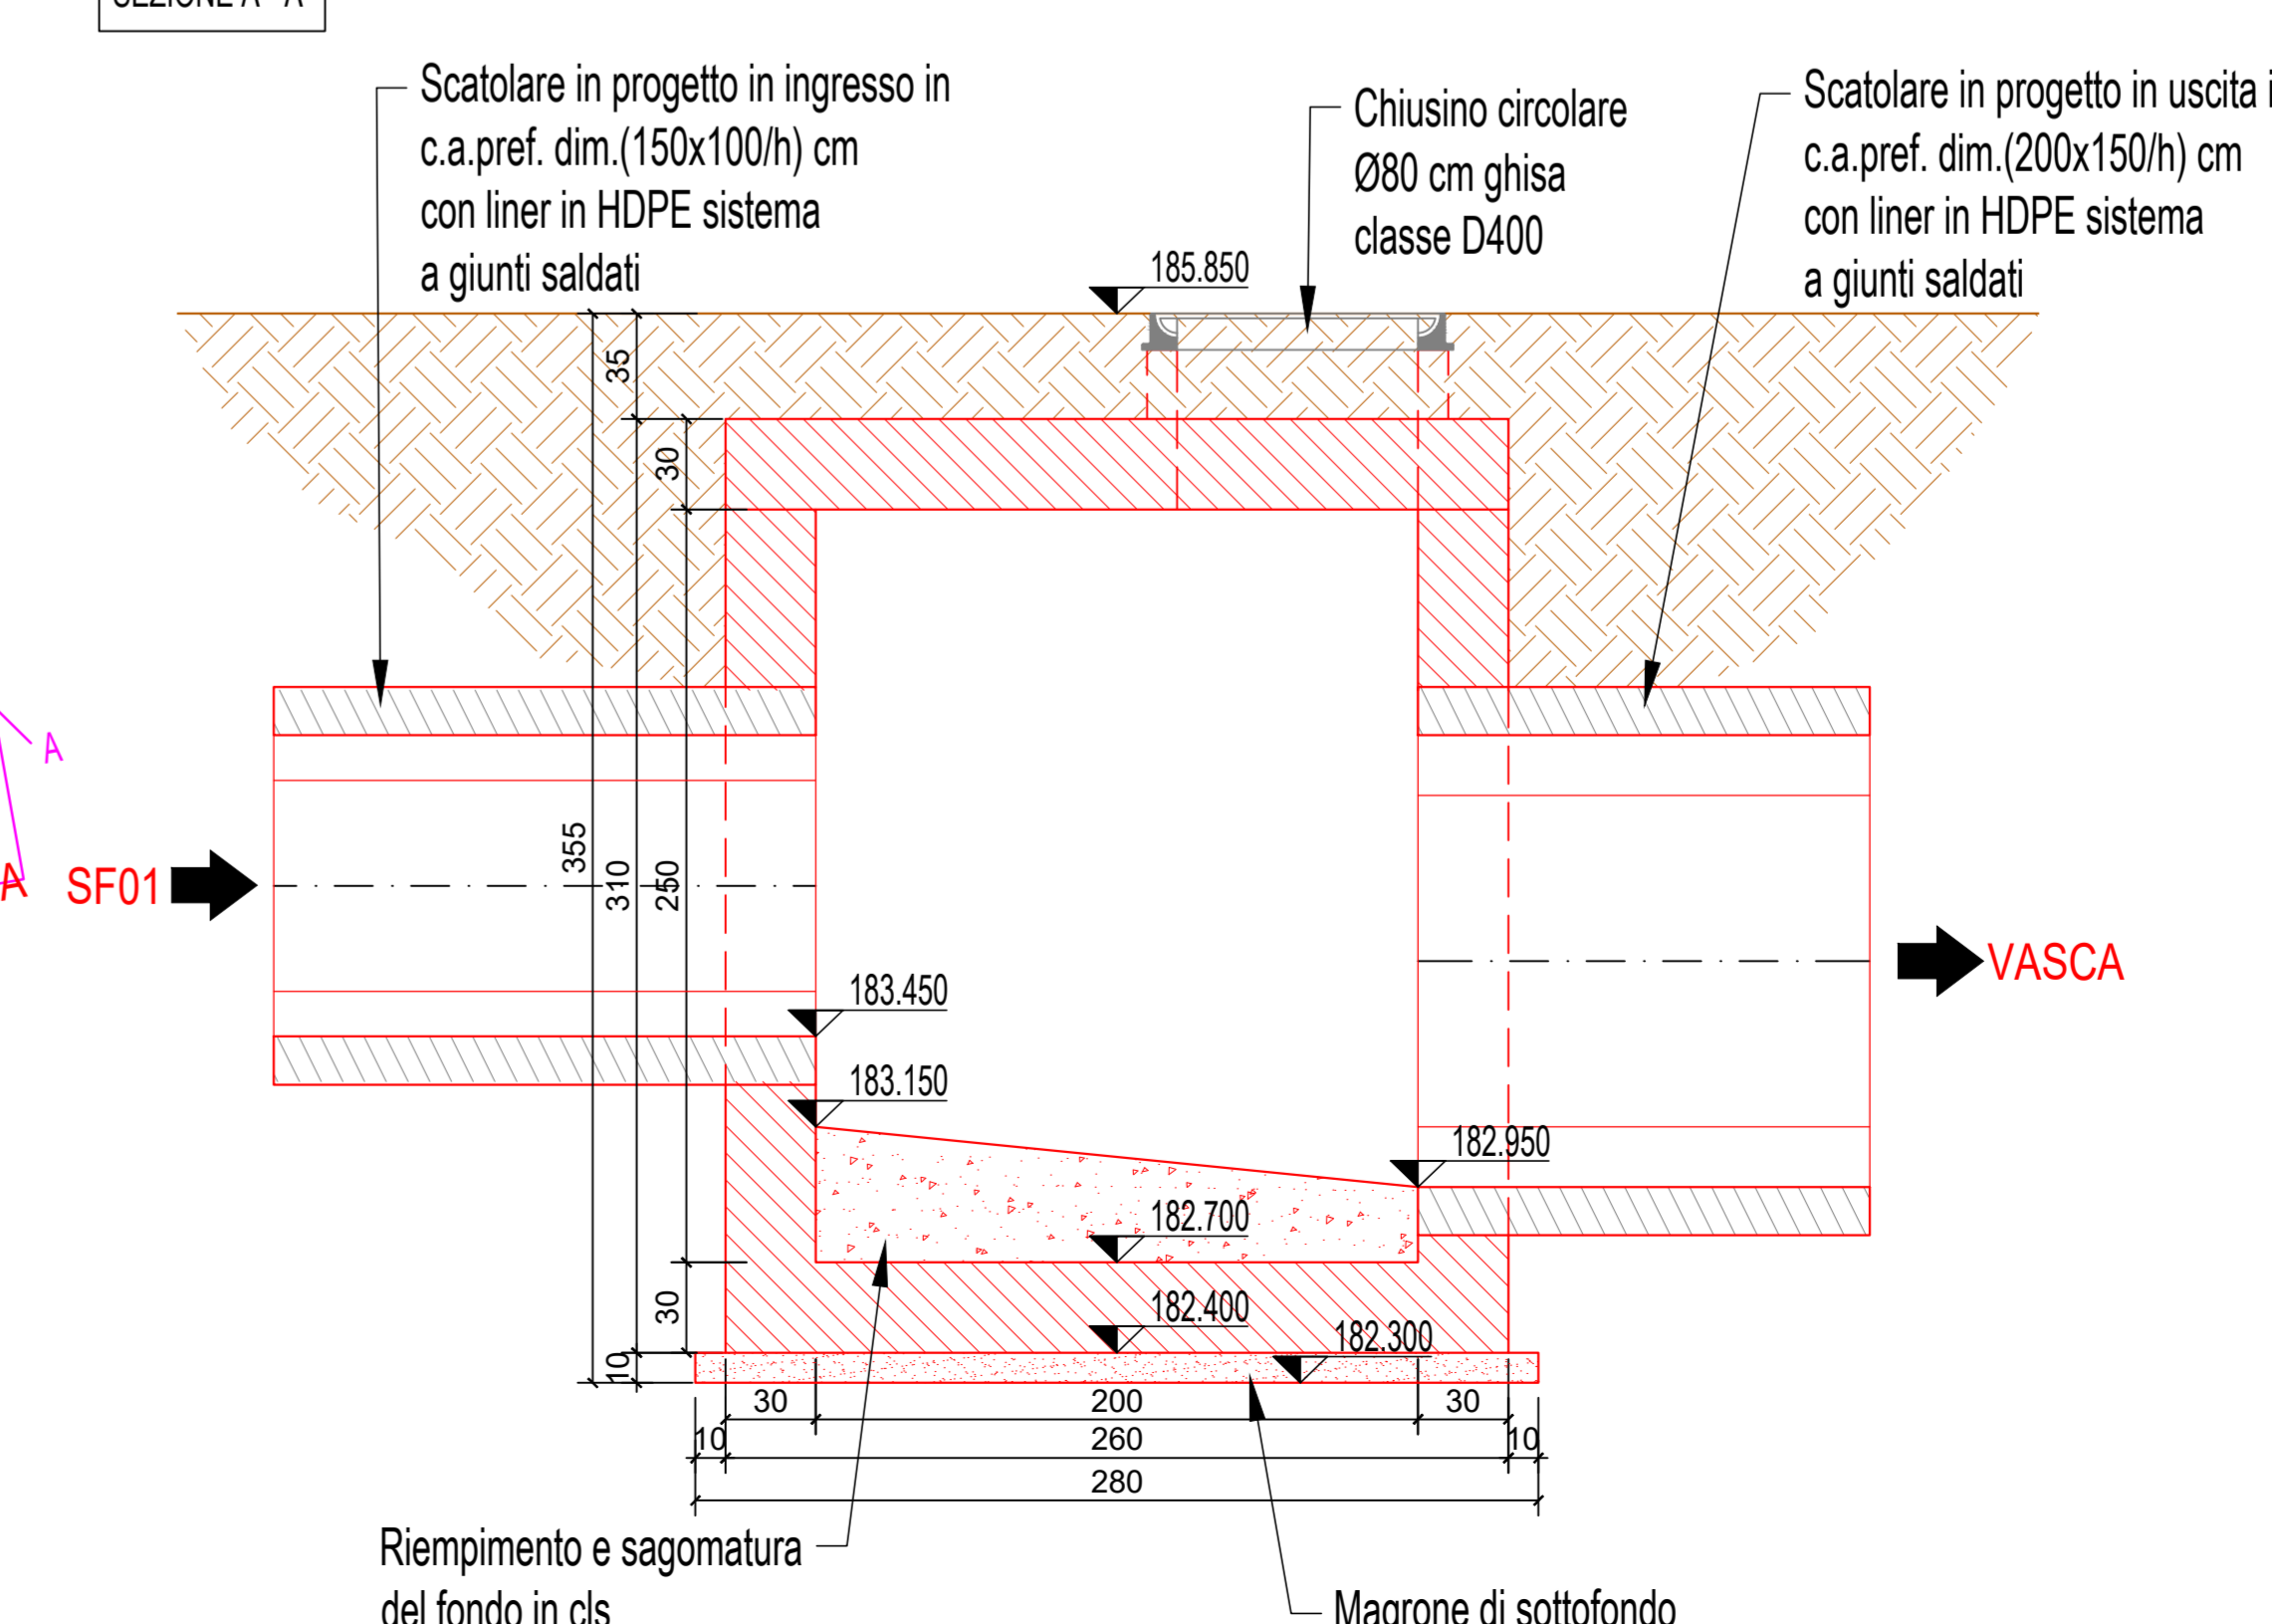 SEZIONE A - A
Scatolare in progetto in ingresso in
c.a.pref. dim.(150x100/h) cm
con liner in HDPE sistema
a giunti saldati
Chiusino circolare
Ø80 cm ghisa
classe D400
Scatolare in progetto in uscita i
c.a.pref. dim.(200x150/h) cm
con liner in HDPE sistema
a giunti saldati
185.850
35
30
A
355
310
250
A
SF01
VASCA
183.450
183.150
182.950
182.700
30
182.400
182.300
10
30
200
30
10
260
10
280
Riempimento e sagomatura
del fondo in cls
Magrone di sottofondo